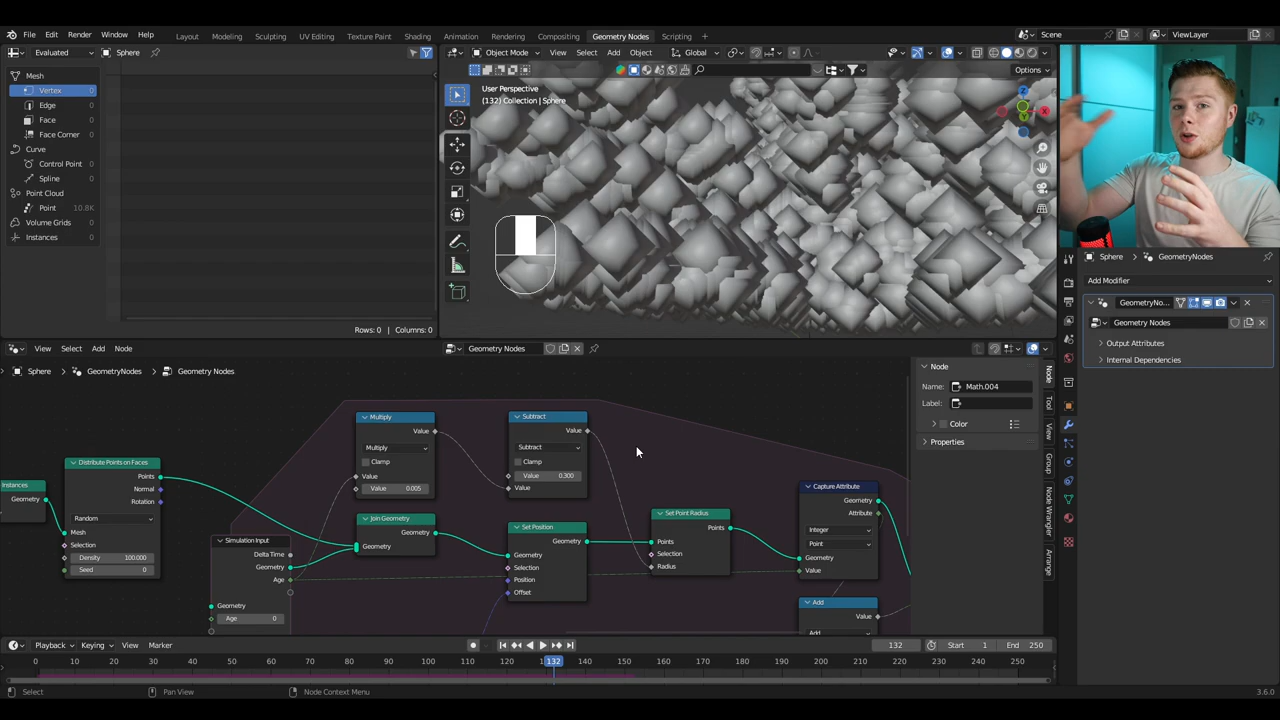 File Edit Render Window Help Layout Modeling Sculpting UV Editing Texture Paint Shading Animation Rendering Compositing Geometry Nodes Scripting Scene ViewLayer
Evaluated Sphere
Object Mode View Select Add Object Global
Options
Mesh
Vertex 0
Edge 0
Face 0
Face Corner 0
Curve
Control Point 0
Spline 0
Point Cloud
Point 10.8K
Volume Grids 0
Instances 0
Rows: 0 | Columns: 0
User Perspective
(132) Collection | Sphere
Z
X
Y
Sphere GeometryNodes
Add Modifier
GeometryNo...
Geometry Nodes
Output Attributes
Internal Dependencies
View Select Add Node
Geometry Nodes
Sphere GeometryNodes Geometry Nodes
Instances
Geometry
Distribute Points on Faces
Points
Normal
Rotation
Random
Mesh
Selection
Density 100.000
Seed 0
Simulation Input
Delta Time
Geometry
Age
Geometry
Age 0
Multiply
Value
Multiply
Clamp
Value
Value 0.005
Join Geometry
Geometry
Geometry
Subtract
Value
Subtract
Clamp
Value 0.300
Value
Set Position
Geometry
Geometry
Selection
Position
Offset
Set Point Radius
Points
Points
Selection
Radius
Capture Attribute
Geometry
Attribute
Integer
Point
Geometry
Value
Add
Value
Add
Node
Name: Math.004
Label:
Color
Properties
Node
Tool
View
Group
Node Wrangler
Arrange
Playback Keying View Marker
132 Start 1 End 250
0 10 20 30 40 50 60 70 80 90 100 110 120 132 140 150 160 170 180 190 200 210 220 230 240 250
Select Pan View Node Context Menu 3.6.0